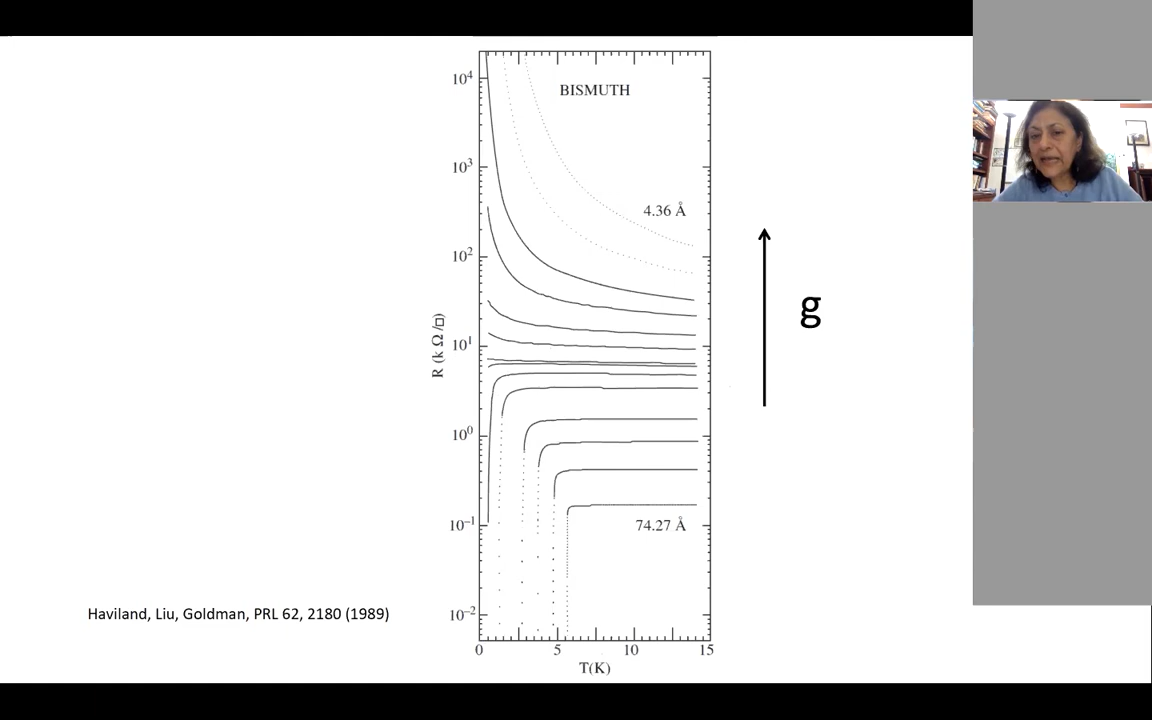 BISMUTH
10⁴
10³
10²
10¹
10⁰
10⁻¹
10⁻²
R (k Ω /□)
4.36 Å
74.27 Å
0 5 10 15
T(K)
g
Haviland, Liu, Goldman, PRL 62, 2180 (1989)